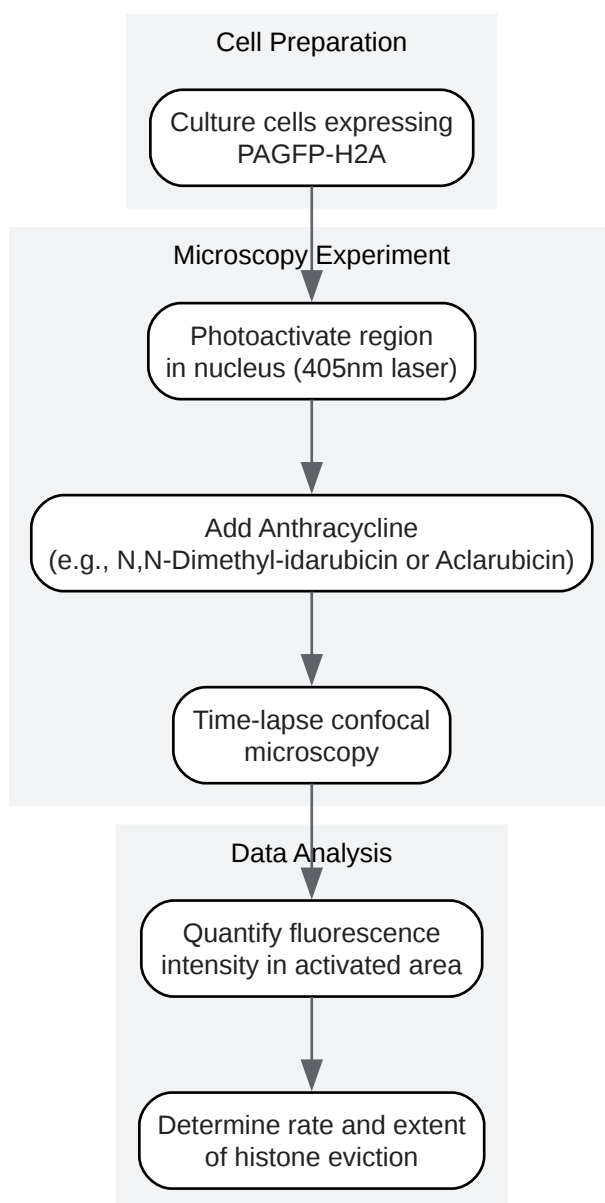 Cell Preparation
Culture cells expressing
PAGFP-H2A
Microscopy Experiment
Photoactivate region
in nucleus (405nm laser)
Add Anthracycline
(e.g., N,N-Dimethyl-idarubicin or Aclarubicin)
Time-lapse confocal
microscopy
Data Analysis
Quantify fluorescence
intensity in activated area
Determine rate and extent
of histone eviction